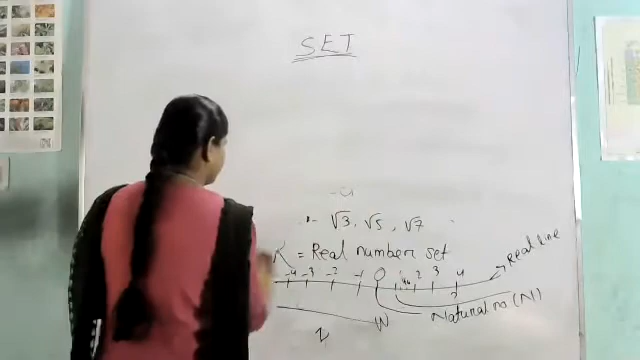 SET
√3, √5, √7
= Real number set
-4 -3 -2 -1 0 2 3 4
Real line
Natural no (N)
W
Z